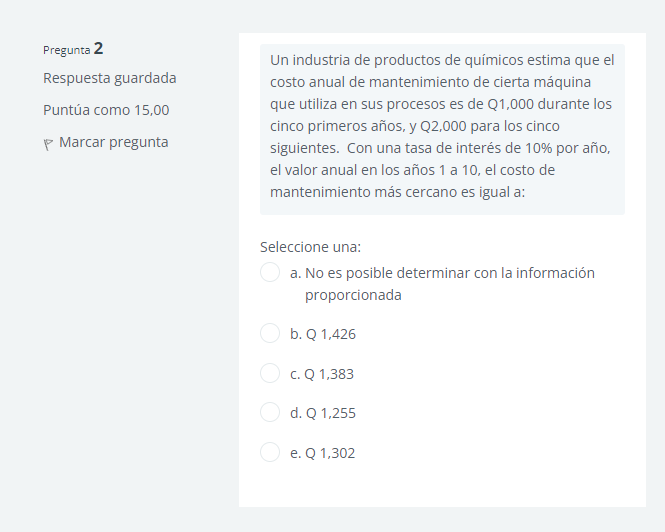 Pregunta 2
Respuesta guardada
Puntúa como 15,00
Marcar pregunta
Un industria de productos de químicos estima que el
costo anual de mantenimiento de cierta máquina
que utiliza en sus procesos es de Q1,000 durante los
cinco primeros años, y Q2,000 para los cinco
siguientes. Con una tasa de interés de 10% por año,
el valor anual en los años 1 a 10, el costo de
mantenimiento más cercano es igual a:
Seleccione una:
a. No es posible determinar con la información
proporcionada
b. Q 1,426
c. Q 1,383
d. Q 1,255
e. Q 1,302